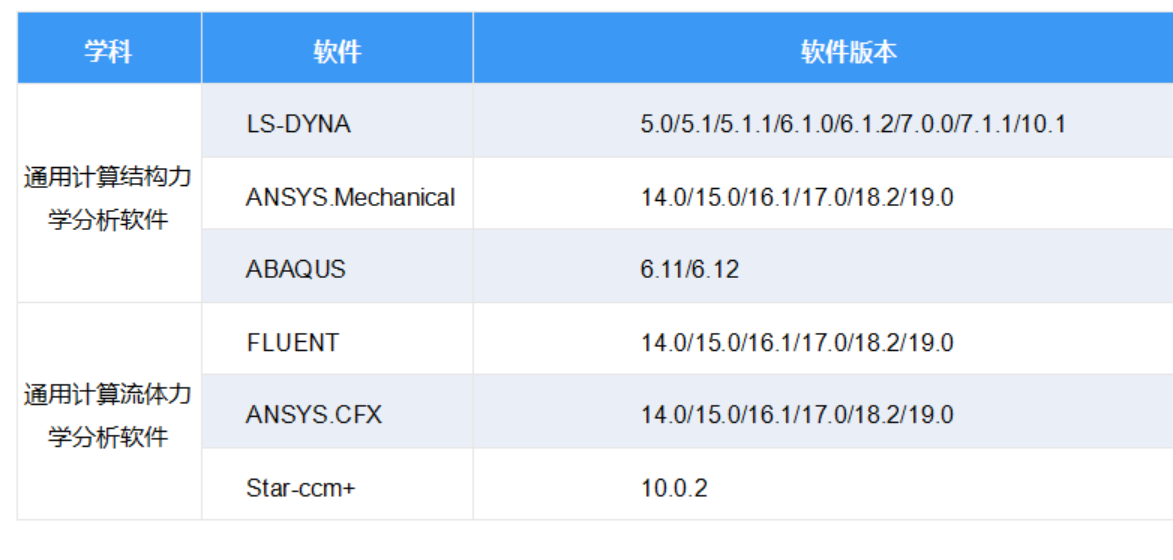 学科 软件 软件版本
通用计算结构力
学分析软件
LS-DYNA 5.0/5.1/5.1.1/6.1.0/6.1.2/7.0.0/7.1.1/10.1
ANSYS.Mechanical 14.0/15.0/16.1/17.0/18.2/19.0
ABAQUS 6.11/6.12
通用计算流体力
学分析软件
FLUENT 14.0/15.0/16.1/17.0/18.2/19.0
ANSYS.CFX 14.0/15.0/16.1/17.0/18.2/19.0
Star-ccm+ 10.0.2